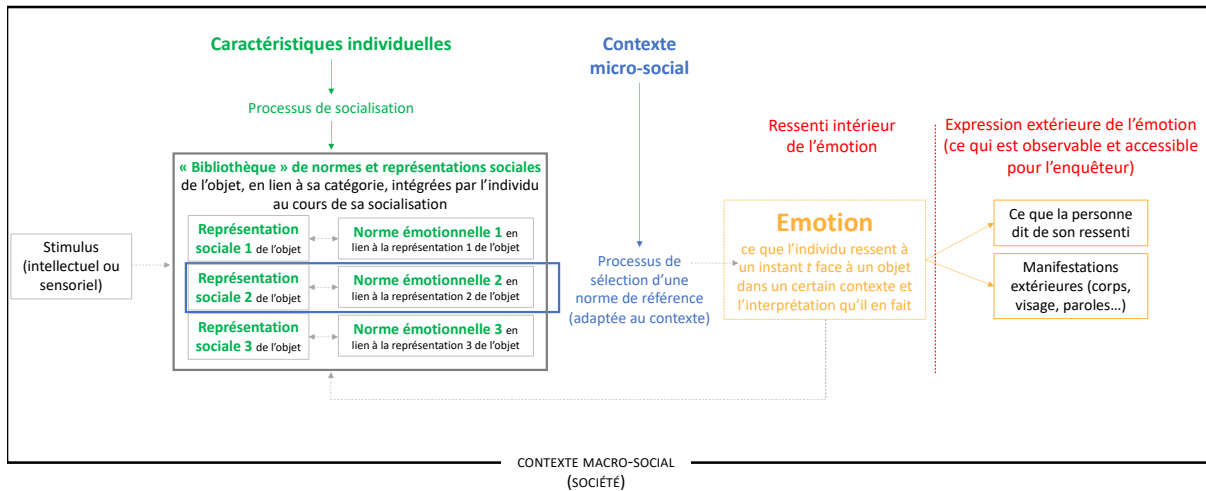 Caractéristiques individuelles
Processus de socialisation
Contexte
micro-social
Ressenti intérieur
de l'émotion
Expression extérieure de l'émotion
(ce qui est observable et accessible
pour l'enquêteur)
« Bibliothèque » de normes et représentations sociales
de l'objet, en lien à sa catégorie, intégrées par l'individu
au cours de sa socialisation
Stimulus
(intellectuel ou
sensoriel)
Représentation
sociale 1 de l'objet
Norme émotionnelle 1 en
lien à la représentation 1 de l'objet
Représentation
sociale 2 de l'objet
Norme émotionnelle 2 en
lien à la représentation 2 de l'objet
Représentation
sociale 3 de l'objet
Norme émotionnelle 3 en
lien à la représentation 3 de l'objet
Processus de
sélection d'une
norme de référence
(adaptée au contexte)
Emotion
ce que l'individu ressent à
un instant t face à un objet
dans un certain contexte et
l'interprétation qu'il en fait
Ce que la personne
dit de son ressenti
Manifestations
extérieures (corps,
visage, paroles…)
CONTEXTE MACRO-SOCIAL
(SOCIÉTÉ)